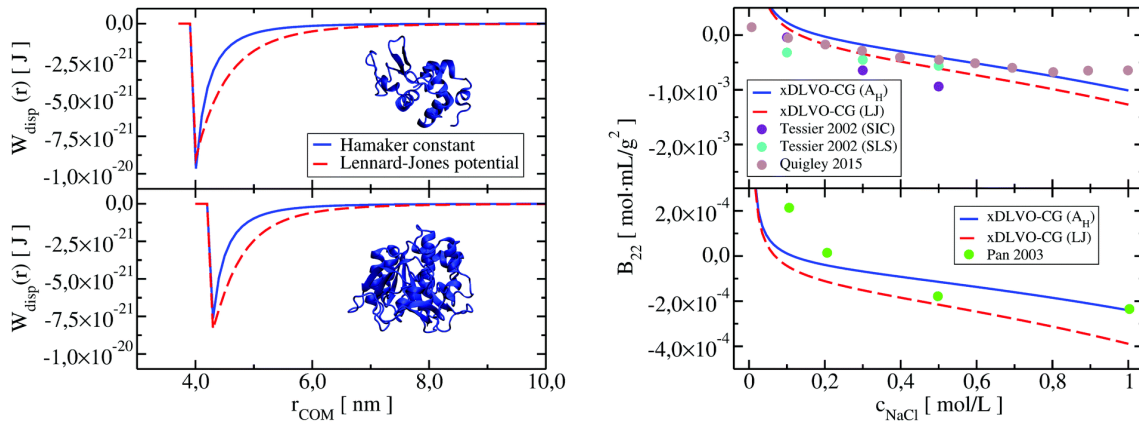 0,0
-2,5×10⁻²¹
-5,0×10⁻²¹
-7,5×10⁻²¹
-1,0×10⁻²⁰
W_disp(r) [ J ]
Hamaker constant
Lennard-Jones potential
0,0
-2,5×10⁻²¹
-5,0×10⁻²¹
-7,5×10⁻²¹
-1,0×10⁻²⁰
W_disp(r) [ J ]
4,0 6,0 8,0 10,0
r_COM [ nm ]
0,0
-1,0×10⁻³
-2,0×10⁻³
xDLVO-CG (A_H)
xDLVO-CG (LJ)
Tessier 2002 (SIC)
Tessier 2002 (SLS)
Quigley 2015
B₂₂ [ mol·mL/g² ]
2,0×10⁻⁴
0,0
-2,0×10⁻⁴
-4,0×10⁻⁴
xDLVO-CG (A_H)
xDLVO-CG (LJ)
Pan 2003
0 0,2 0,4 0,6 0,8 1
c_NaCl [ mol/L ]